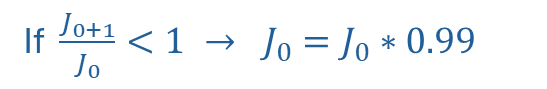 If J₀₊₁/J₀ < 1 → J₀ = J₀ * 0.99